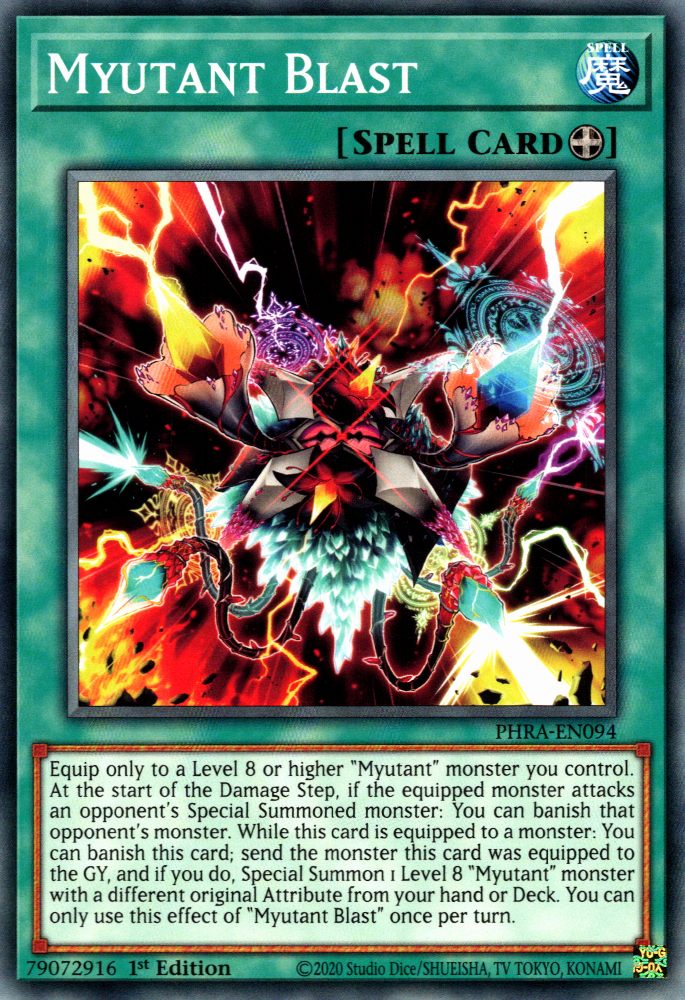 MYUTANT BLAST
SPELL
魔
[SPELL CARD]
PHRA-EN094
Equip only to a Level 8 or higher "Myutant" monster you control.
At the start of the Damage Step, if the equipped monster attacks
an opponent's Special Summoned monster: You can banish that
opponent's monster. While this card is equipped to a monster: You
can banish this card; send the monster this card was equipped to
the GY, and if you do, Special Summon 1 Level 8 "Myutant" monster
with a different original Attribute from your hand or Deck. You can
only use this effect of "Myutant Blast" once per turn.
79072916 1st Edition
©2020 Studio Dice/SHUEISHA, TV TOKYO, KONAMI